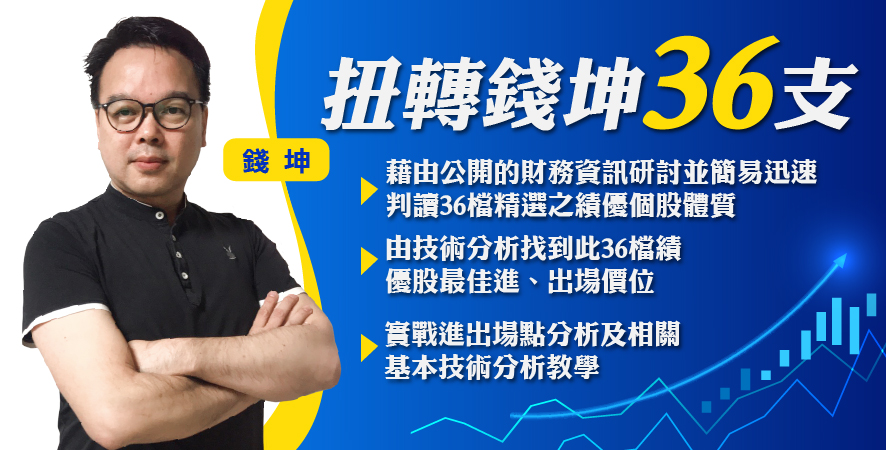 扭轉錢坤36支
錢坤
藉由公開的財務資訊研討並簡易迅速
判讀36檔精選之績優個股體質
由技術分析找到此36檔績
優股最佳進、出場價位
實戰進出場點分析及相關
基本技術分析教學